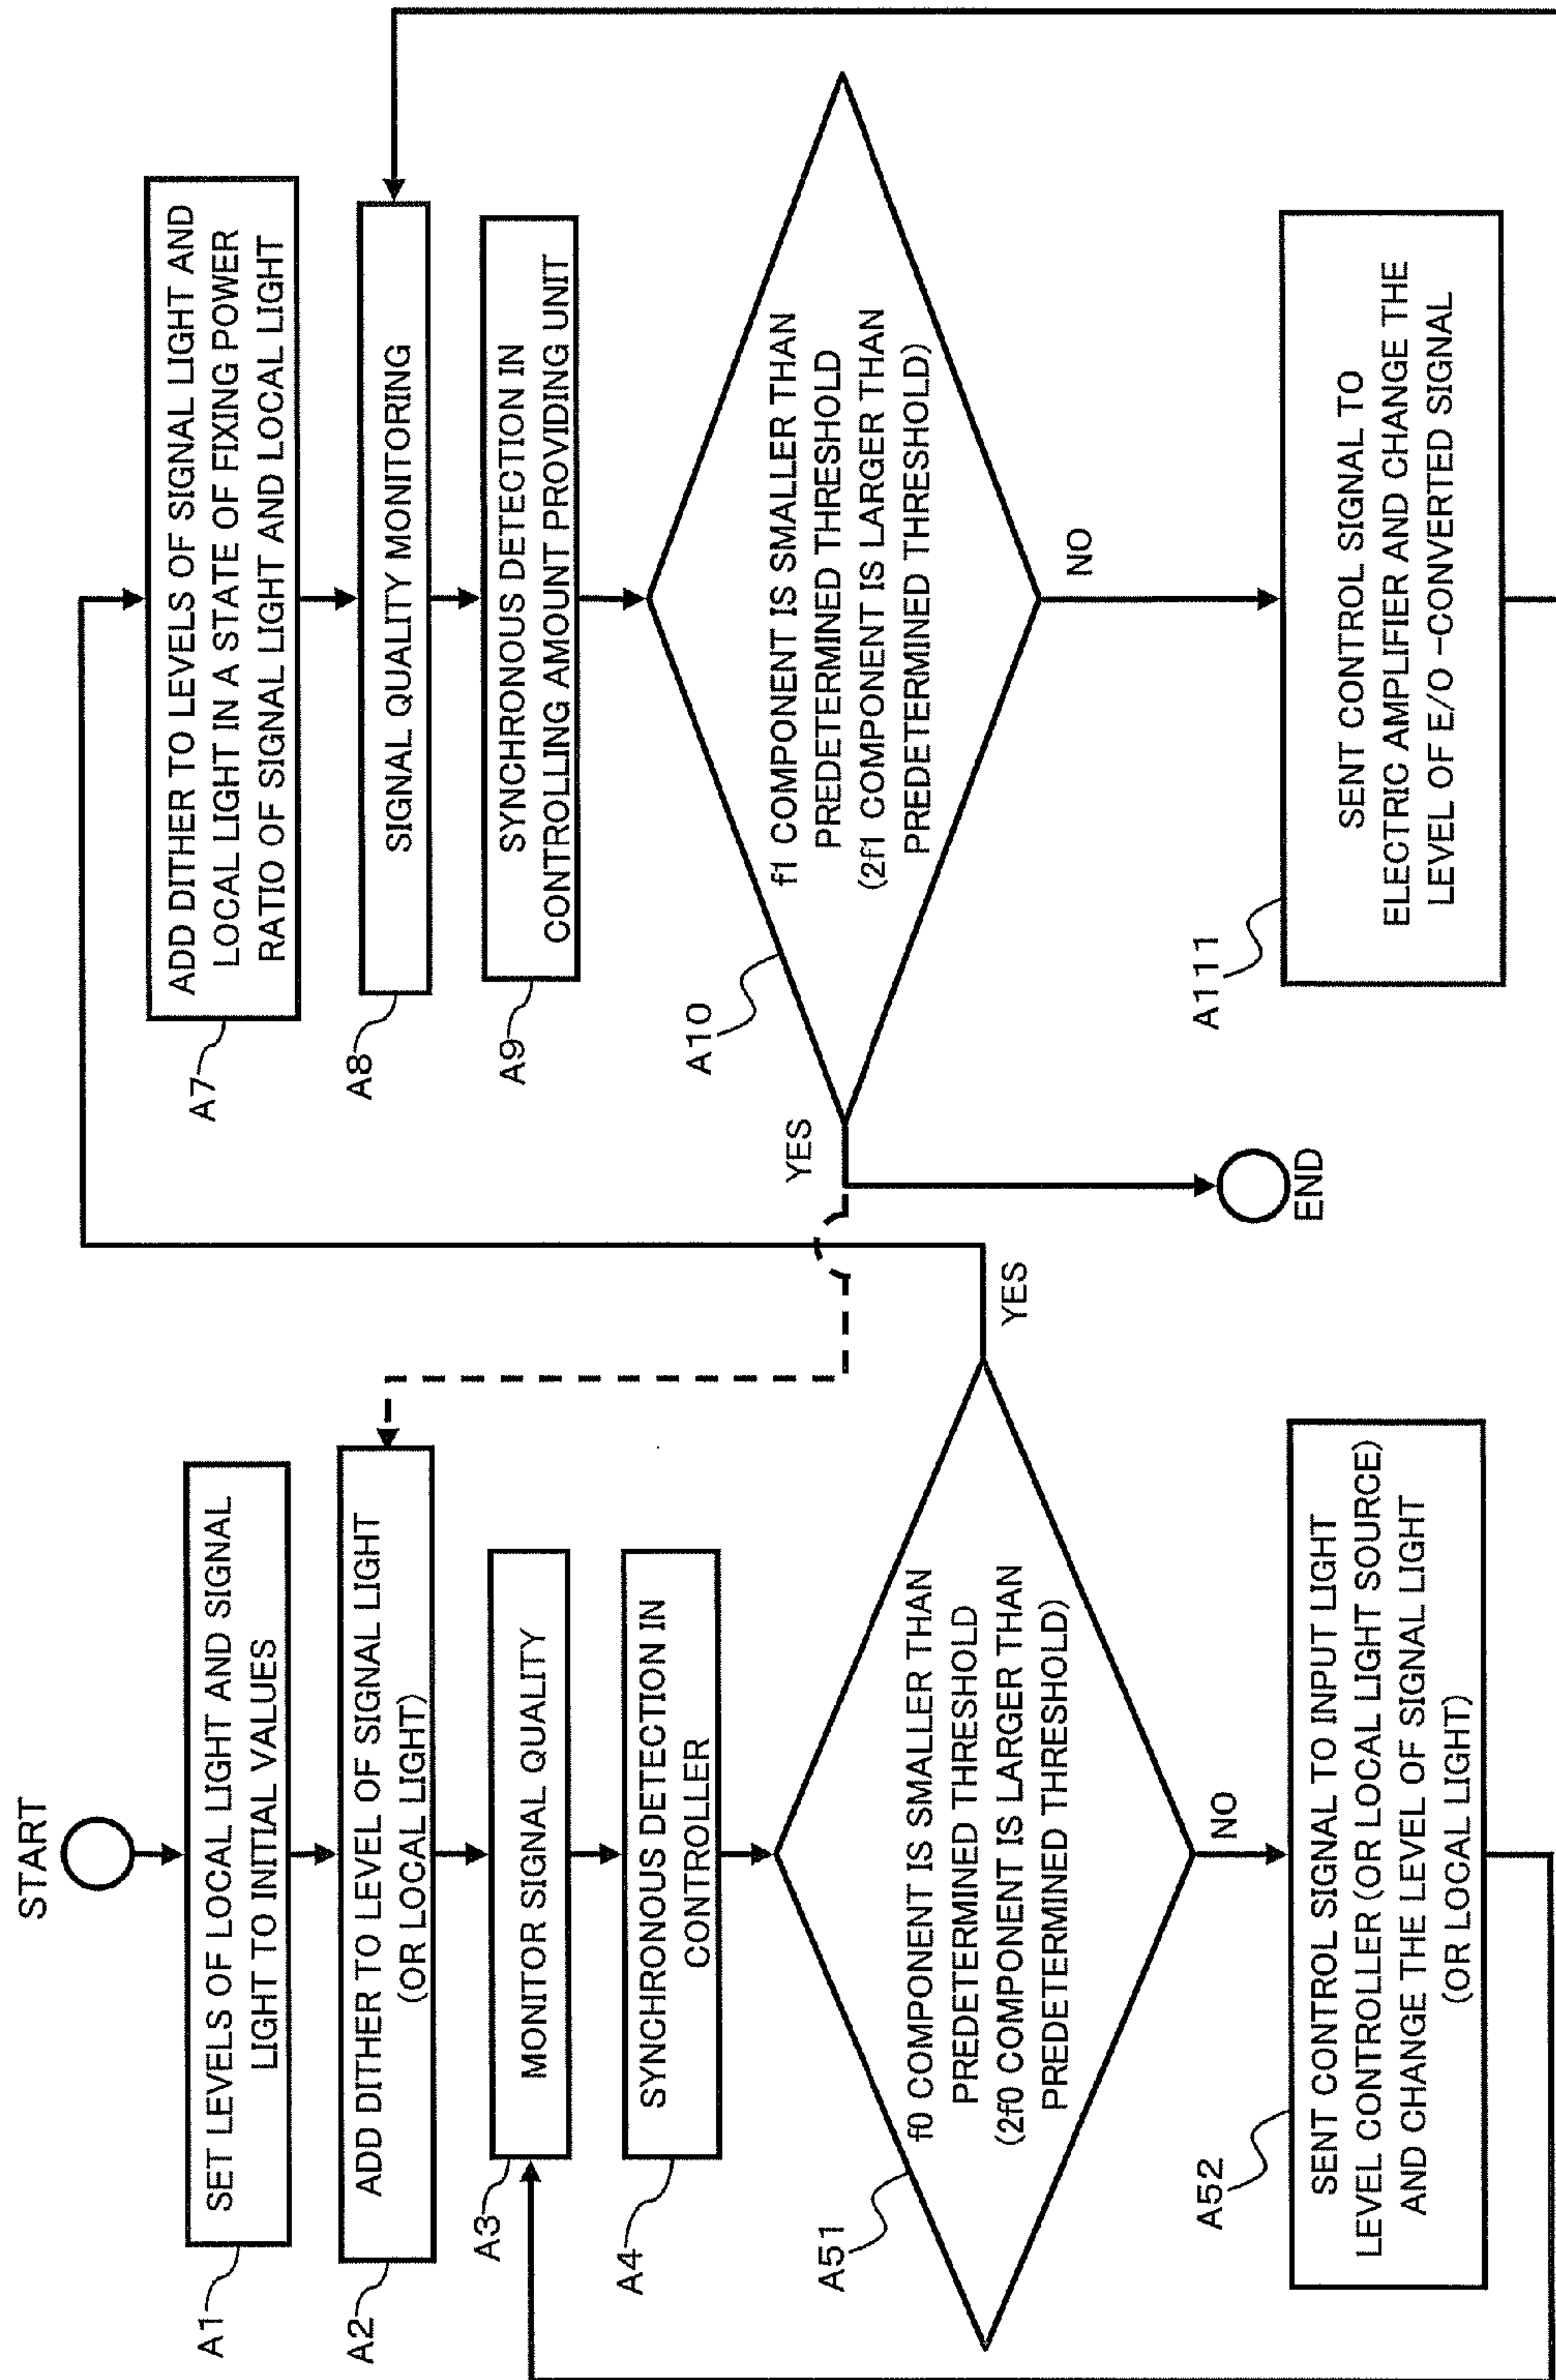 START
SET LEVELS OF LOCAL LIGHT AND SIGNAL
LIGHT TO INITIAL VALUES
A1
ADD DITHER TO LEVEL OF SIGNAL LIGHT
(OR LOCAL LIGHT)
A2
MONITOR SIGNAL QUALITY
A3
SYNCHRONOUS DETECTION IN
CONTROLLER
A4
f0 COMPONENT IS SMALLER THAN
PREDETERMINED THRESHOLD
(2f0 COMPONENT IS LARGER THAN
PREDETERMINED THRESHOLD)
A51
YES
NO
SENT CONTROL SIGNAL TO INPUT LIGHT
LEVEL CONTROLLER (OR LOCAL LIGHT SOURCE)
AND CHANGE THE LEVEL OF SIGNAL LIGHT
(OR LOCAL LIGHT)
A52
ADD DITHER TO LEVELS OF SIGNAL LIGHT AND
LOCAL LIGHT IN A STATE OF FIXING POWER
RATIO OF SIGNAL LIGHT AND LOCAL LIGHT
A7
SIGNAL QUALITY MONITORING
A8
SYNCHRONOUS DETECTION IN
CONTROLLING AMOUNT PROVIDING UNIT
A9
f1 COMPONENT IS SMALLER THAN
PREDETERMINED THRESHOLD
(2f1 COMPONENT IS LARGER THAN
PREDETERMINED THRESHOLD)
A10
YES
NO
END
SENT CONTROL SIGNAL TO
ELECTRIC AMPLIFIER AND CHANGE THE
LEVEL OF E/O -CONVERTED SIGNAL
A111